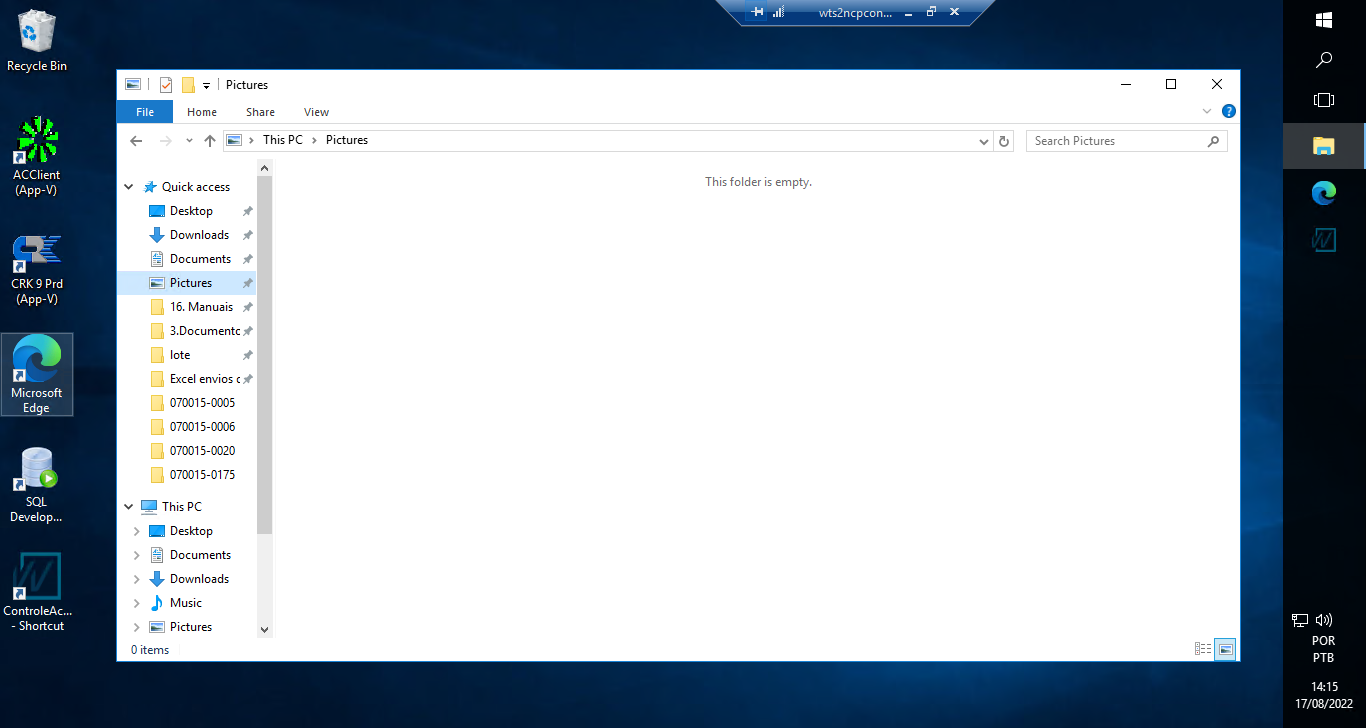 wts2ncpcon...
Recycle Bin
ACClient
(App-V)
CRK 9 Prd
(App-V)
Microsoft
Edge
SQL
Develop...
ControleAc...
- Shortcut
Pictures
File Home Share View
This PC Pictures
Search Pictures
Quick access
Desktop
Downloads
Documents
Pictures
16. Manuais
3.Documento
lote
Excel envios c
070015-0005
070015-0006
070015-0020
070015-0175
This PC
Desktop
Documents
Downloads
Music
Pictures
This folder is empty.
0 items
POR
PTB
14:15
17/08/2022